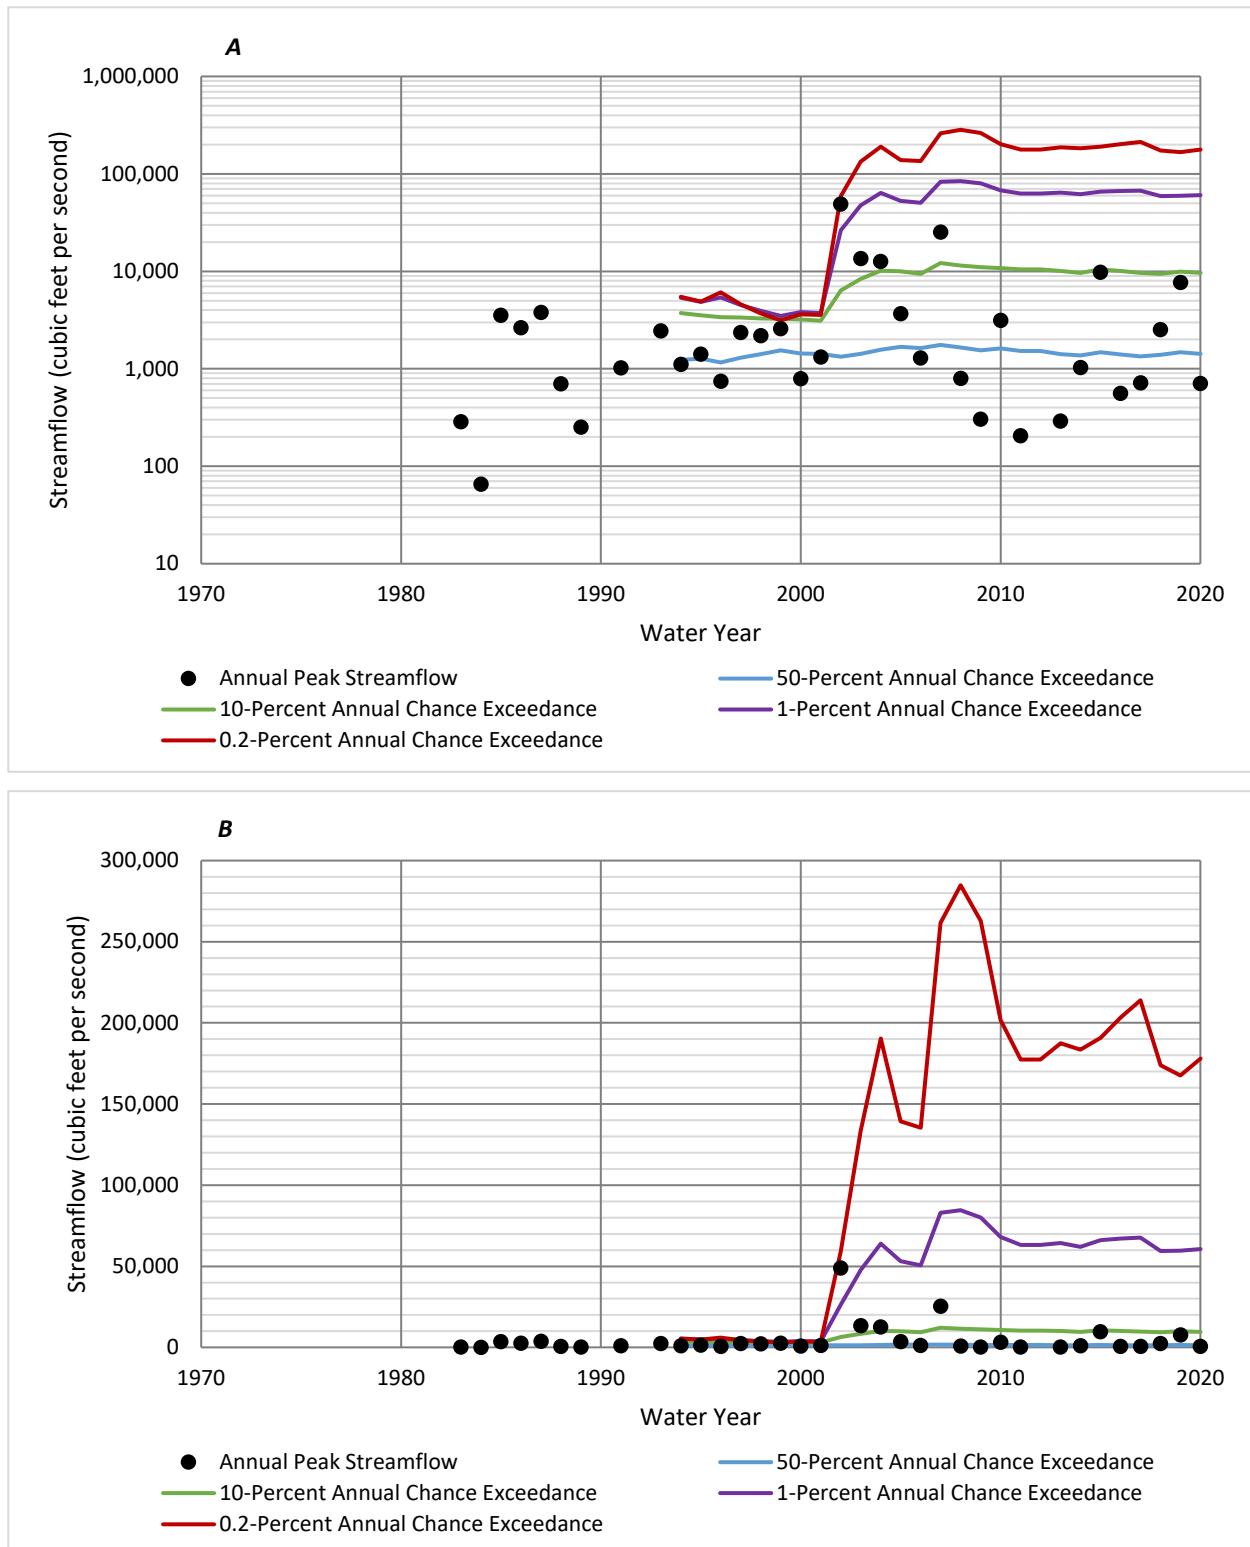 A
1,000,000
100,000
10,000
1,000
100
10
Streamflow (cubic feet per second)
1970 1980 1990 2000 2010 2020
Water Year
Annual Peak Streamflow 50-Percent Annual Chance Exceedance
10-Percent Annual Chance Exceedance 1-Percent Annual Chance Exceedance
0.2-Percent Annual Chance Exceedance
B
300,000
250,000
200,000
150,000
100,000
50,000
0
Streamflow (cubic feet per second)
1970 1980 1990 2000 2010 2020
Water Year
Annual Peak Streamflow 50-Percent Annual Chance Exceedance
10-Percent Annual Chance Exceedance 1-Percent Annual Chance Exceedance
0.2-Percent Annual Chance Exceedance